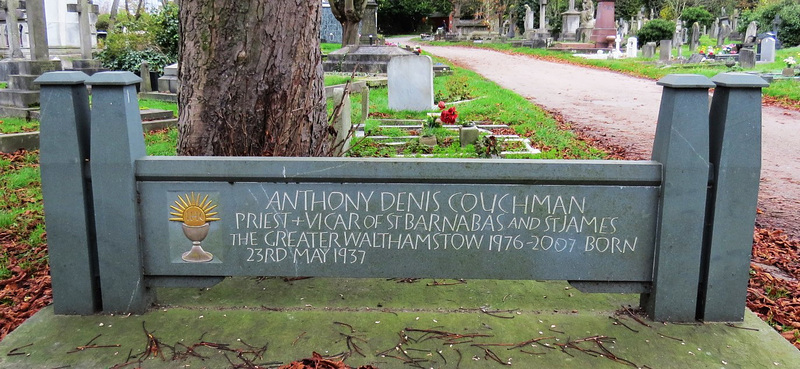 ANTHONY DENIS COUCHMAN
PRIEST + VICAR OF ST BARNABAS AND ST JAMES
THE GREATER WALTHAMSTOW 1976-2007 BORN
23RD MAY 1937